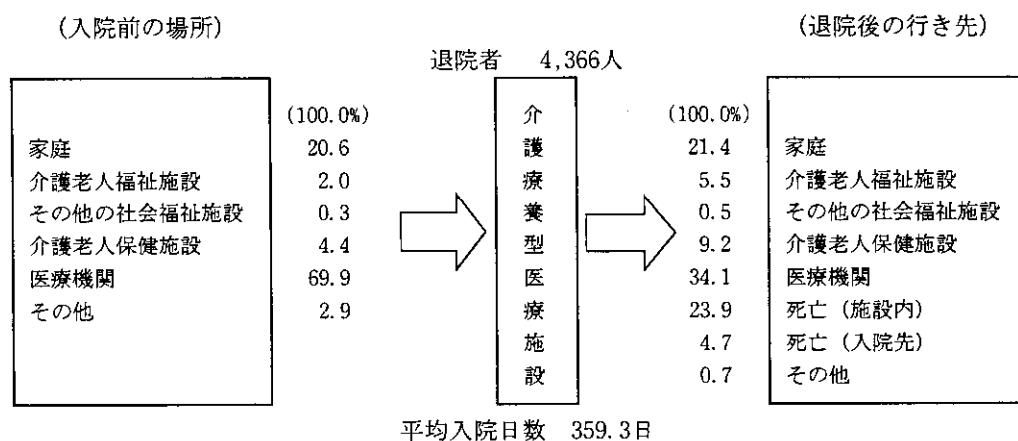 (入院前の場所)
(退院後の行き先)
退院者 4,366人
(100.0%)
家庭 20.6
介護老人福祉施設 2.0
その他の社会福祉施設 0.3
介護老人保健施設 4.4
医療機関 69.9
その他 2.9
介護療養型医療施設
(100.0%)
21.4 家庭
5.5 介護老人福祉施設
0.5 その他の社会福祉施設
9.2 介護老人保健施設
34.1 医療機関
23.9 死亡(施設内)
4.7 死亡(入院先)
0.7 その他
平均入院日数 359.3日